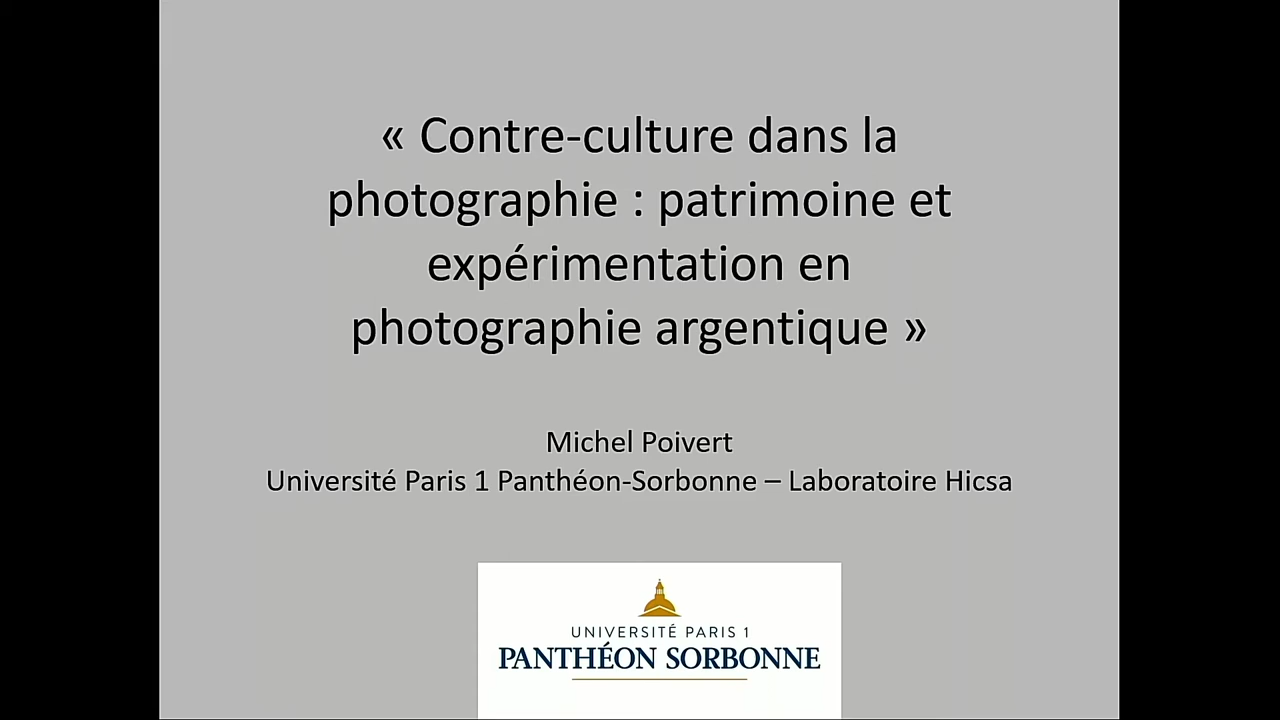 « Contre-culture dans la
photographie : patrimoine et
expérimentation en
photographie argentique »
Michel Poivert
Université Paris 1 Panthéon-Sorbonne – Laboratoire Hicsa
UNIVERSITÉ PARIS 1
PANTHÉON SORBONNE